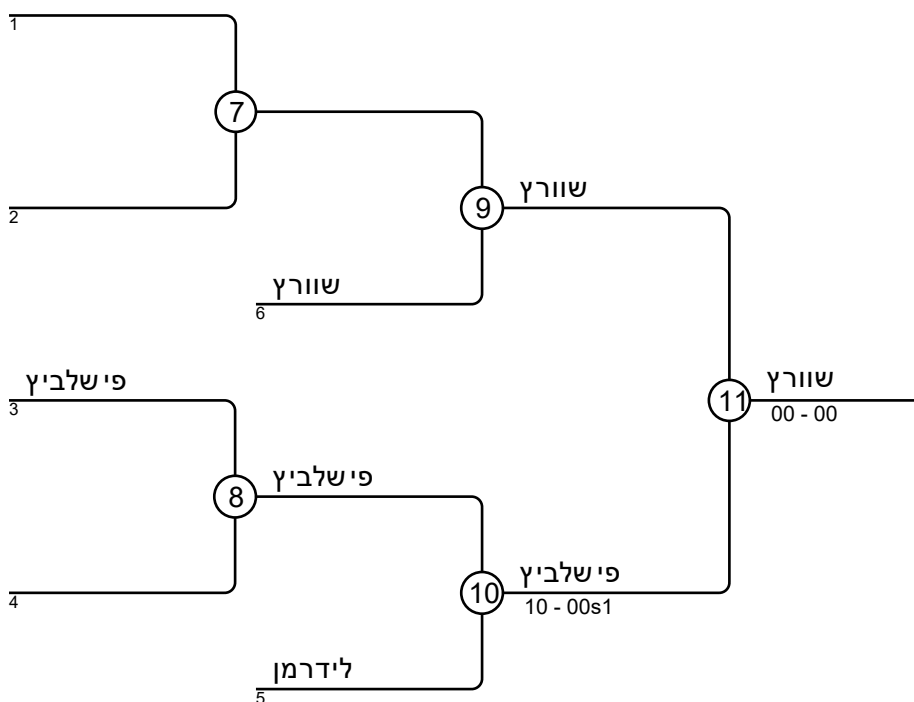 1
7
2
9
שוורץ
שוורץ
6
פישלביץ
3
11
שוורץ
00 - 00
8
פישלביץ
10
פישלביץ
10 - 00s1
4
לידרמן
5